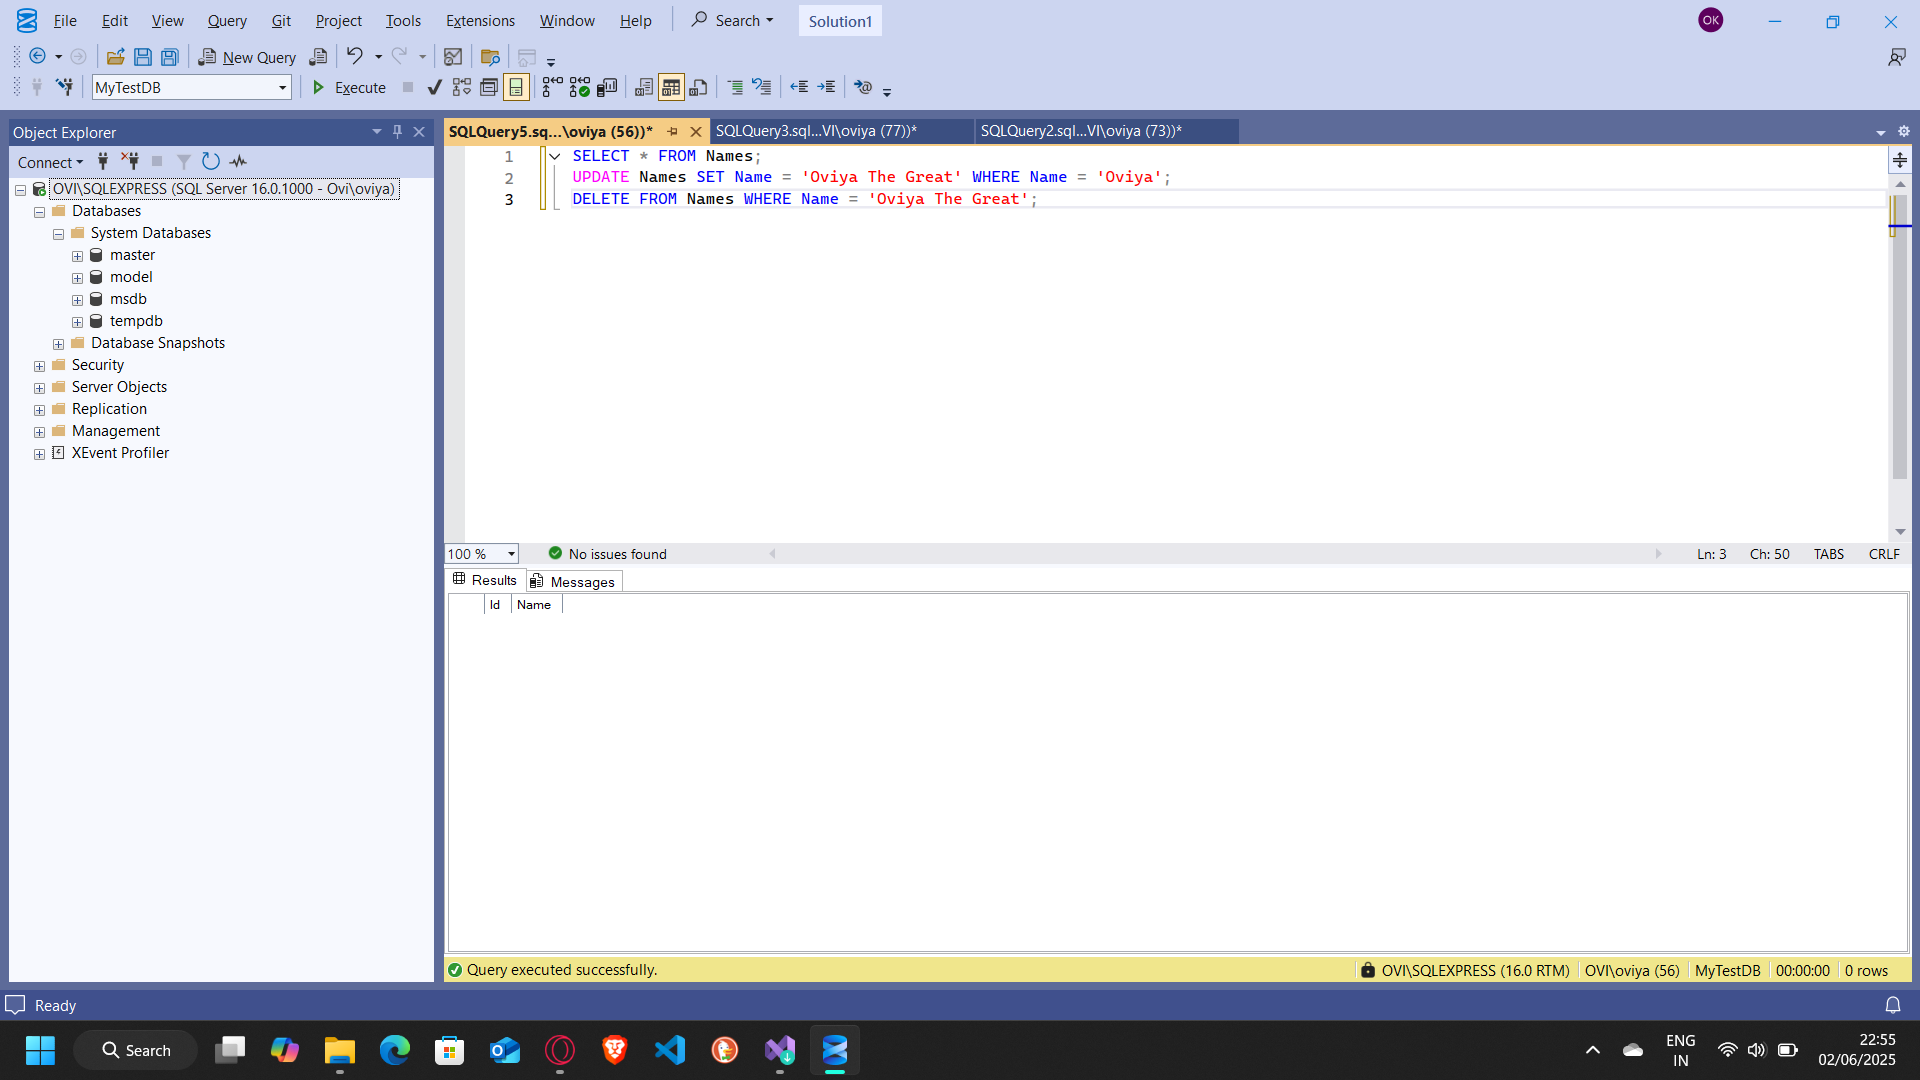 File Edit View Query Git Project Tools Extensions Window Help Search Solution1 OK
New Query
MyTestDB Execute
Object Explorer
Connect
OVI\SQLEXPRESS (SQL Server 16.0.1000 - Ovi\oviya)
Databases
System Databases
master
model
msdb
tempdb
Database Snapshots
Security
Server Objects
Replication
Management
XEvent Profiler
SQLQuery5.sq...\oviya (56))* SQLQuery3.sql...VI\oviya (77))* SQLQuery2.sql...VI\oviya (73))*
1 SELECT * FROM Names;
2 UPDATE Names SET Name = 'Oviya The Great' WHERE Name = 'Oviya';
3 DELETE FROM Names WHERE Name = 'Oviya The Great';
100 % No issues found Ln: 3 Ch: 50 TABS CRLF
Results Messages
Id Name
Query executed successfully. OVI\SQLEXPRESS (16.0 RTM) OVI\oviya (56) MyTestDB 00:00:00 0 rows
Ready
Search
ENG
IN
22:55
02/06/2025